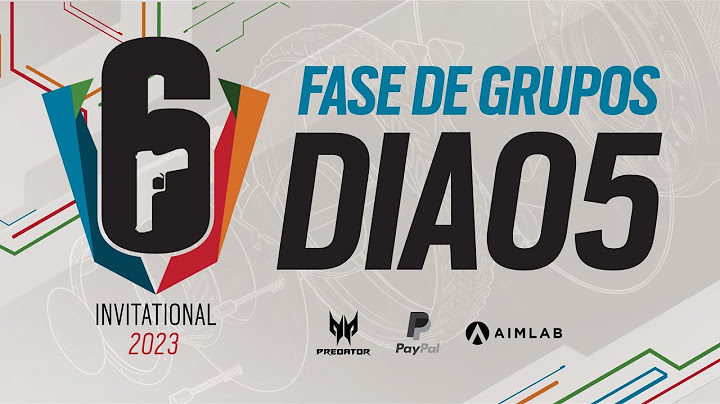 6
INVITATIONAL
2023
FASE DE GRUPOS
DIA05
PREDATOR
PayPal
AIMLAB